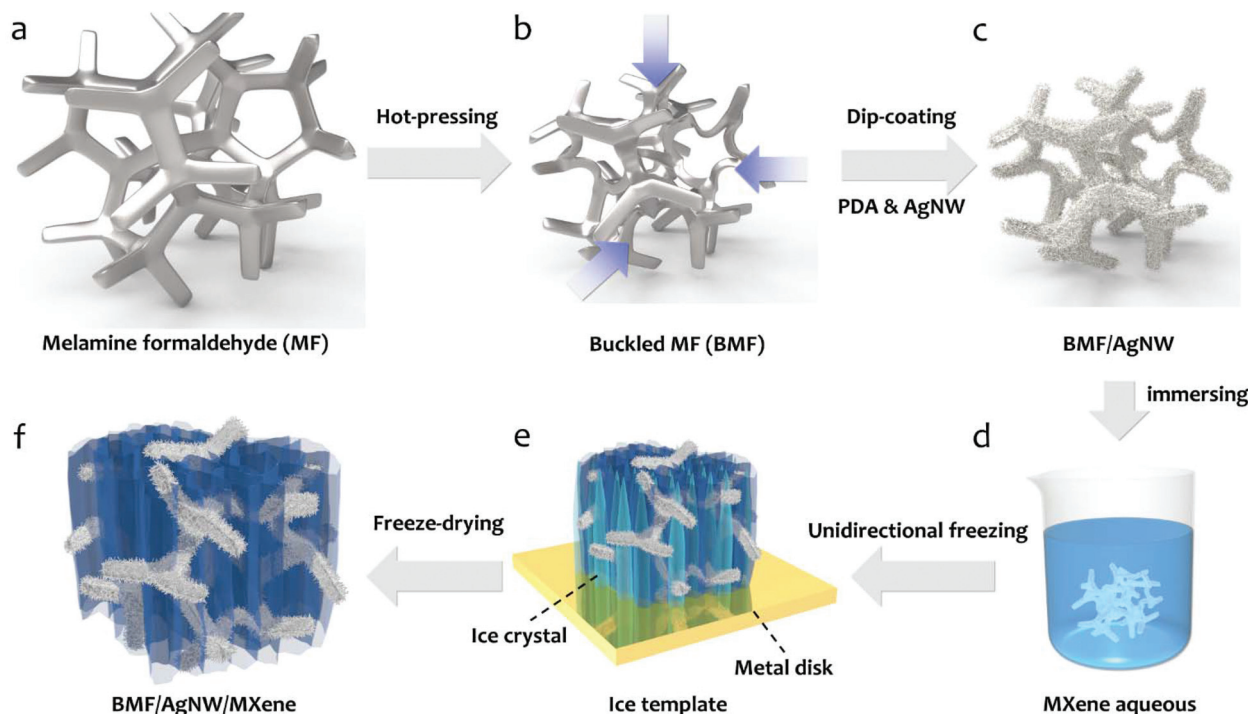 a
b
c
Hot-pressing
Dip-coating
PDA & AgNW
Melamine formaldehyde (MF)
Buckled MF (BMF)
BMF/AgNW
immersing
f
e
d
Freeze-drying
Unidirectional freezing
Ice crystal
Metal disk
BMF/AgNW/MXene
Ice template
MXene aqueous